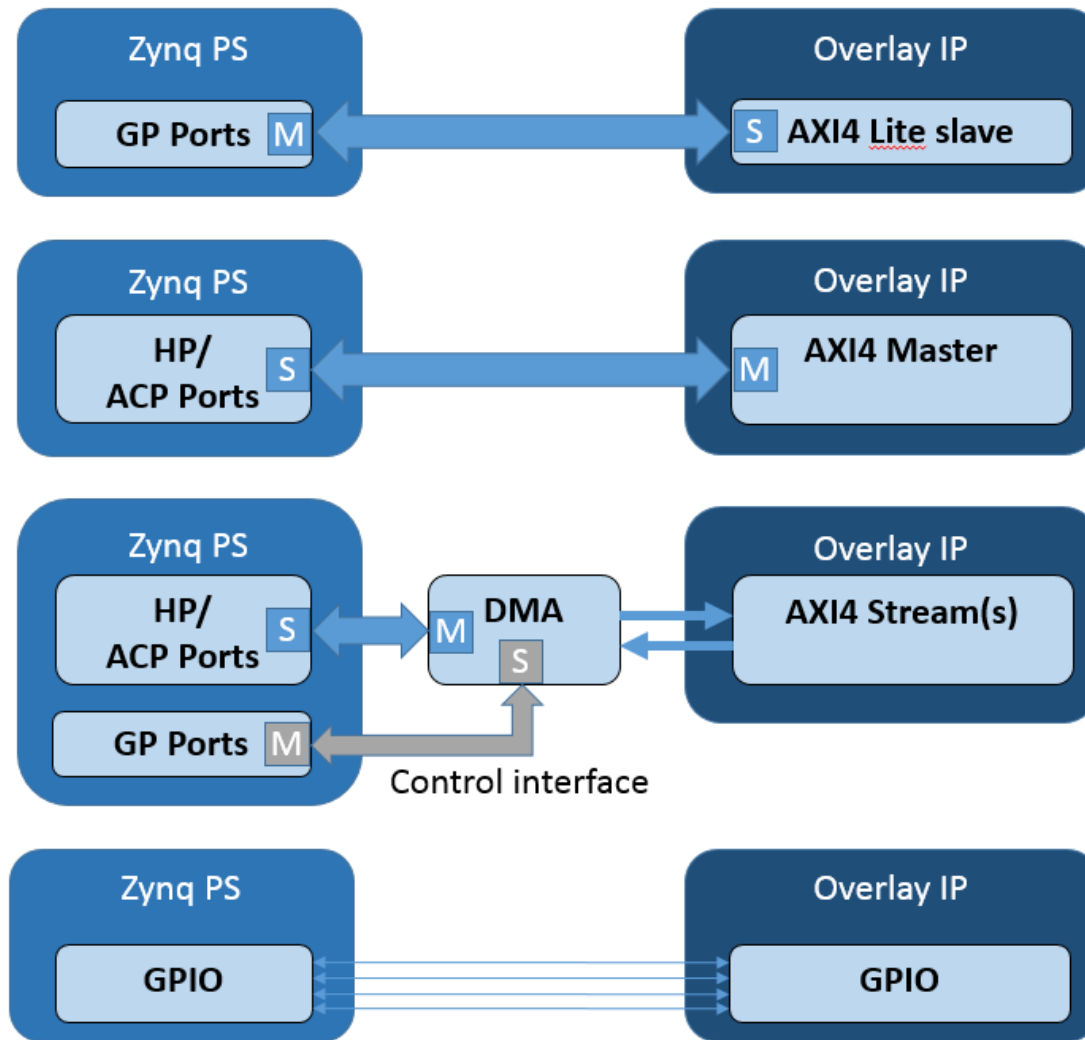 Zynq PS
Overlay IP
GP Ports
M
S
AXI4 Lite slave
Zynq PS
Overlay IP
HP/
ACP Ports
S
M
AXI4 Master
Zynq PS
Overlay IP
HP/
ACP Ports
S
M
DMA
S
AXI4 Stream(s)
GP Ports
M
Control interface
Zynq PS
Overlay IP
GPIO
GPIO